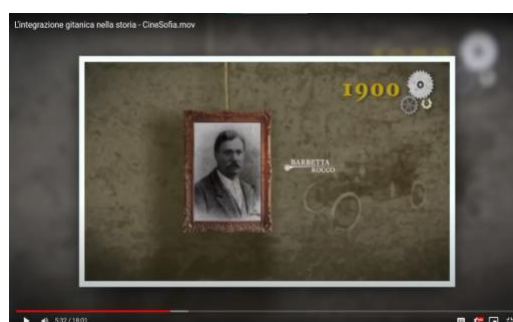 L'integrazione gitanica nella storia - CineSofia.mov
1900
BARBETTA
ROCCO
5:32 / 18:01